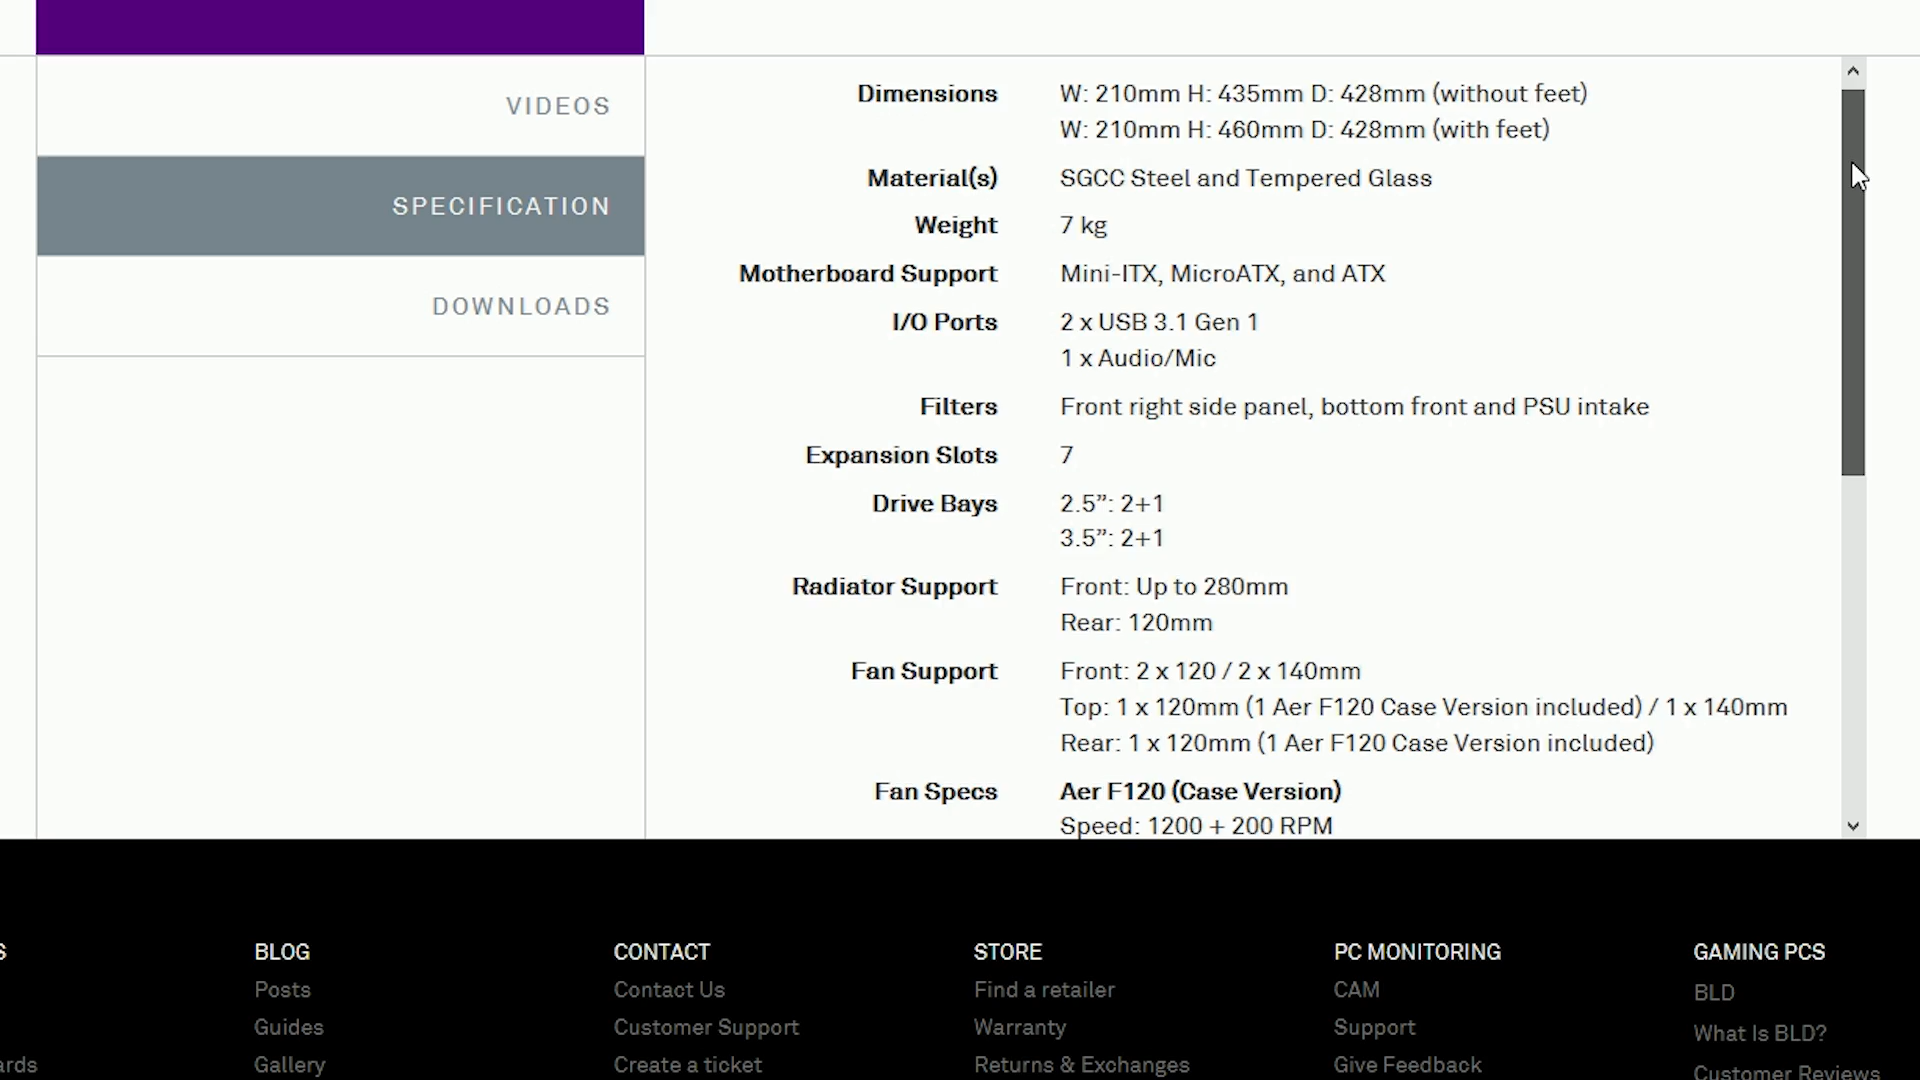 VIDEOS
SPECIFICATION
DOWNLOADS
Dimensions W: 210mm H: 435mm D: 428mm (without feet)
W: 210mm H: 460mm D: 428mm (with feet)
Material(s) SGCC Steel and Tempered Glass
Weight 7 kg
Motherboard Support Mini-ITX, MicroATX, and ATX
I/O Ports 2 x USB 3.1 Gen 1
1 x Audio/Mic
Filters Front right side panel, bottom front and PSU intake
Expansion Slots 7
Drive Bays 2.5”: 2+1
3.5”: 2+1
Radiator Support Front: Up to 280mm
Rear: 120mm
Fan Support Front: 2 x 120 / 2 x 140mm
Top: 1 x 120mm (1 Aer F120 Case Version included) / 1 x 140mm
Rear: 1 x 120mm (1 Aer F120 Case Version included)
Fan Specs Aer F120 (Case Version)
Speed: 1200 + 200 RPM
S
ards
BLOG
Posts
Guides
Gallery
CONTACT
Contact Us
Customer Support
Create a ticket
STORE
Find a retailer
Warranty
Returns & Exchanges
PC MONITORING
CAM
Support
Give Feedback
GAMING PCS
BLD
What Is BLD?
Customer Reviews